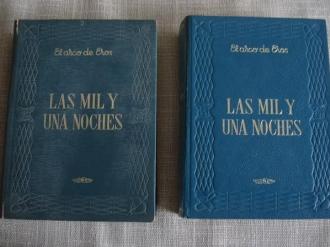 El arco de Eros
LAS MIL Y
UNA NOCHES
El arco de Eros
LAS MIL Y
UNA NOCHES